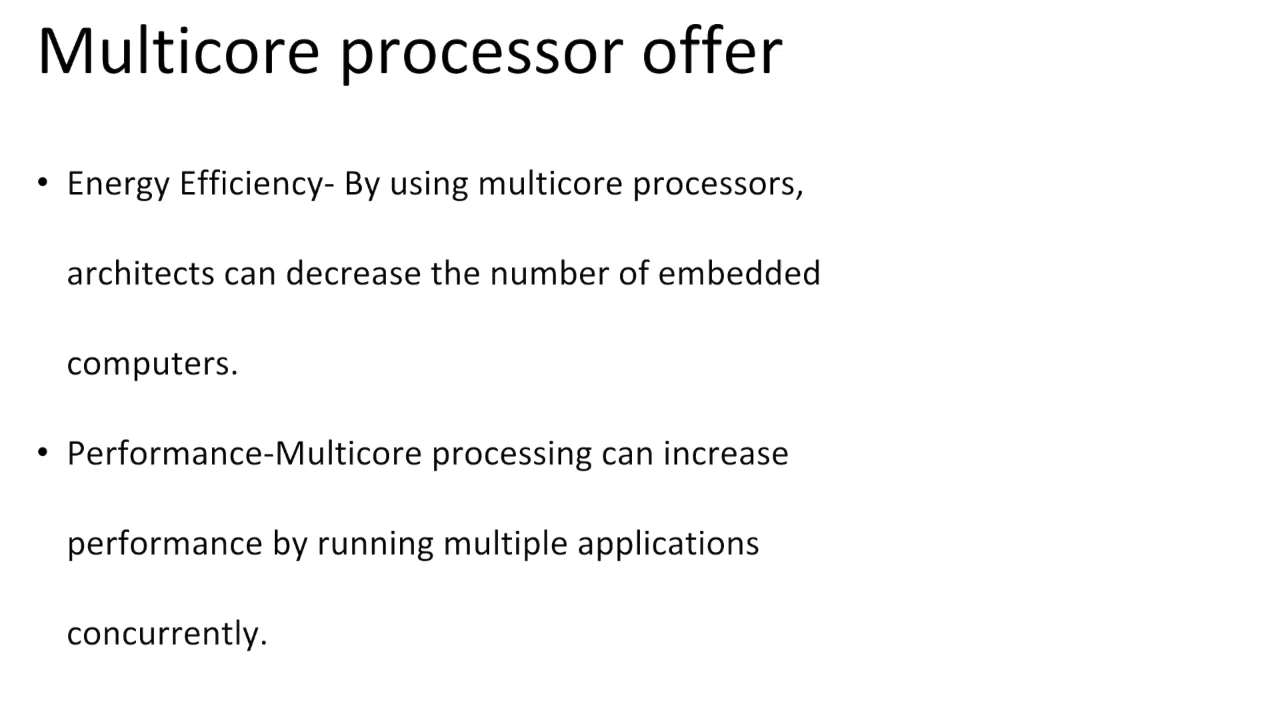 Multicore processor offer
• Energy Efficiency- By using multicore processors,
architects can decrease the number of embedded
computers.
• Performance-Multicore processing can increase
performance by running multiple applications
concurrently.